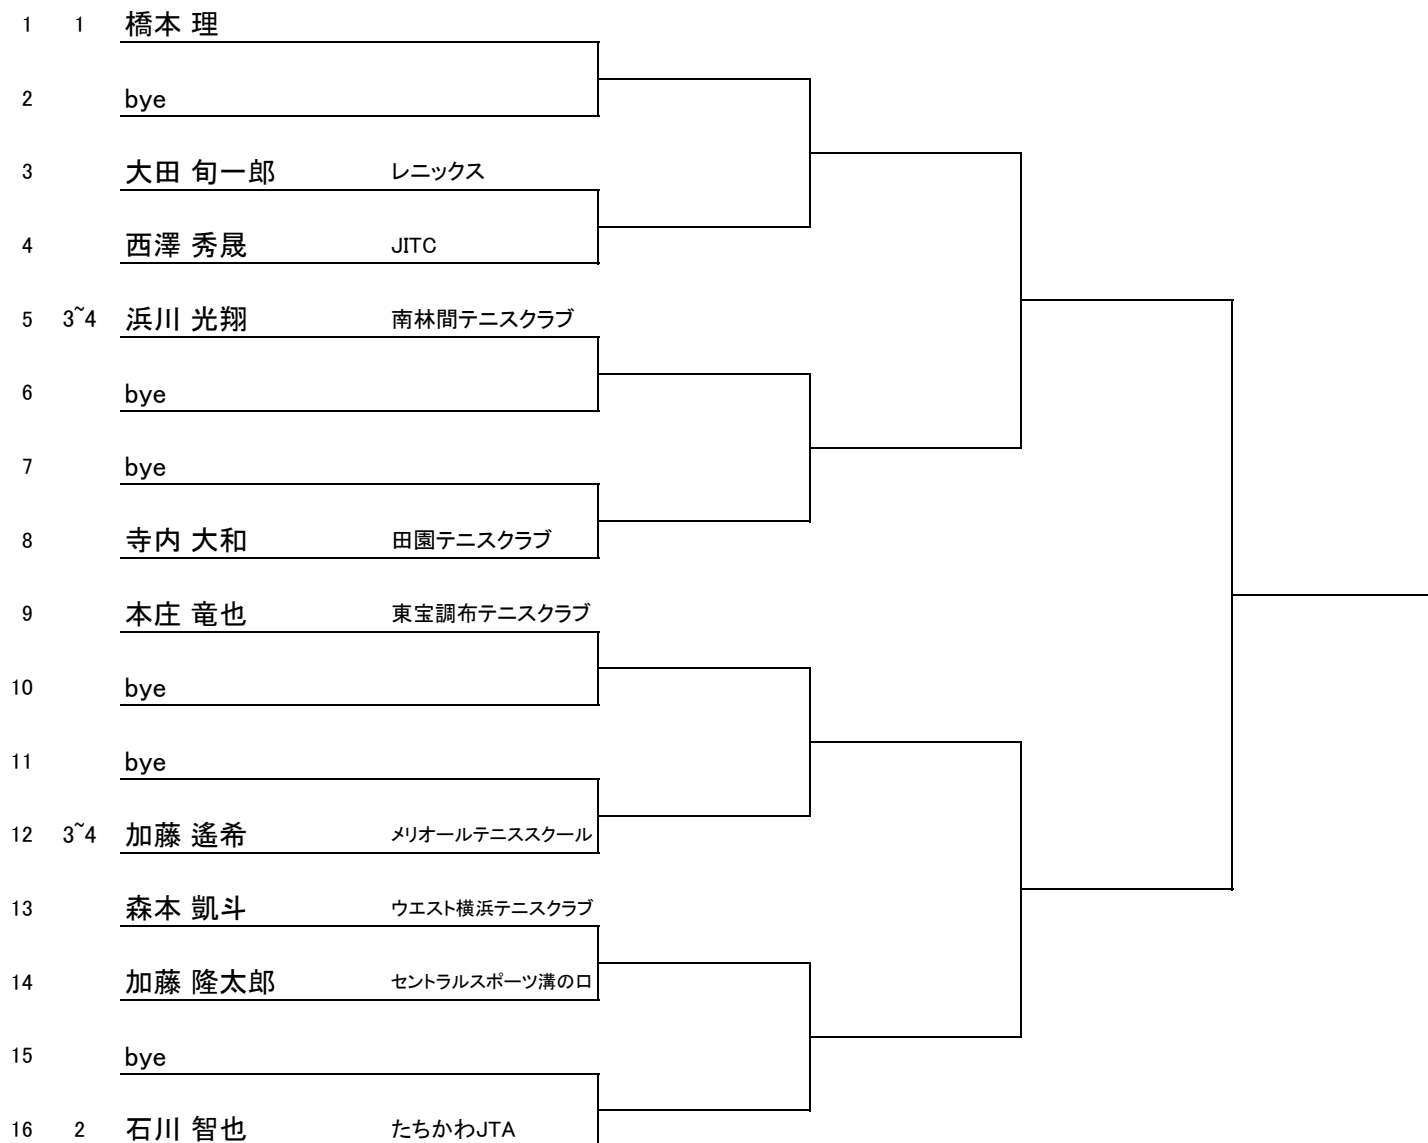 1 1 橋本 理
2 bye
3 大田 旬一郎 レニックス
4 西澤 秀晟 JITC
5 3~4 浜川 光翔 南林間テニスクラブ
6 bye
7 bye
8 寺内 大和 田園テニスクラブ
9 本庄 竜也 東宝調布テニスクラブ
10 bye
11 bye
12 3~4 加藤 遙希 メリオールテニススクール
13 森本 凱斗 ウエスト横浜テニスクラブ
14 加藤 隆太郎 セントラルスポーツ溝の口
15 bye
16 2 石川 智也 たちかわJTA